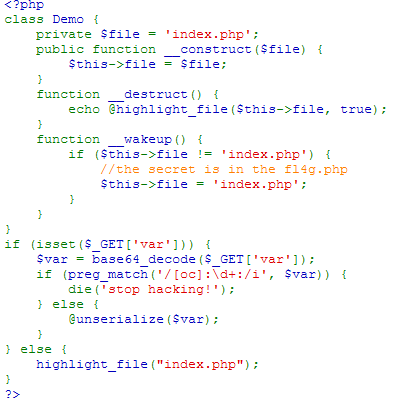 <?php
class Demo {
    private $file = 'index.php';
    public function __construct($file) {
        $this->file = $file;
    }
    function __destruct() {
        echo @highlight_file($this->file, true);
    }
    function __wakeup() {
        if ($this->file != 'index.php') {
            //the secret is in the fl4g.php
            $this->file = 'index.php';
        }
    }
}
if (isset($_GET['var'])) {
    $var = base64_decode($_GET['var']);
    if (preg_match('/[oc]:\d+:/i', $var)) {
        die('stop hacking!');
    } else {
        @unserialize($var);
    }
} else {
    highlight_file("index.php");
}
?>